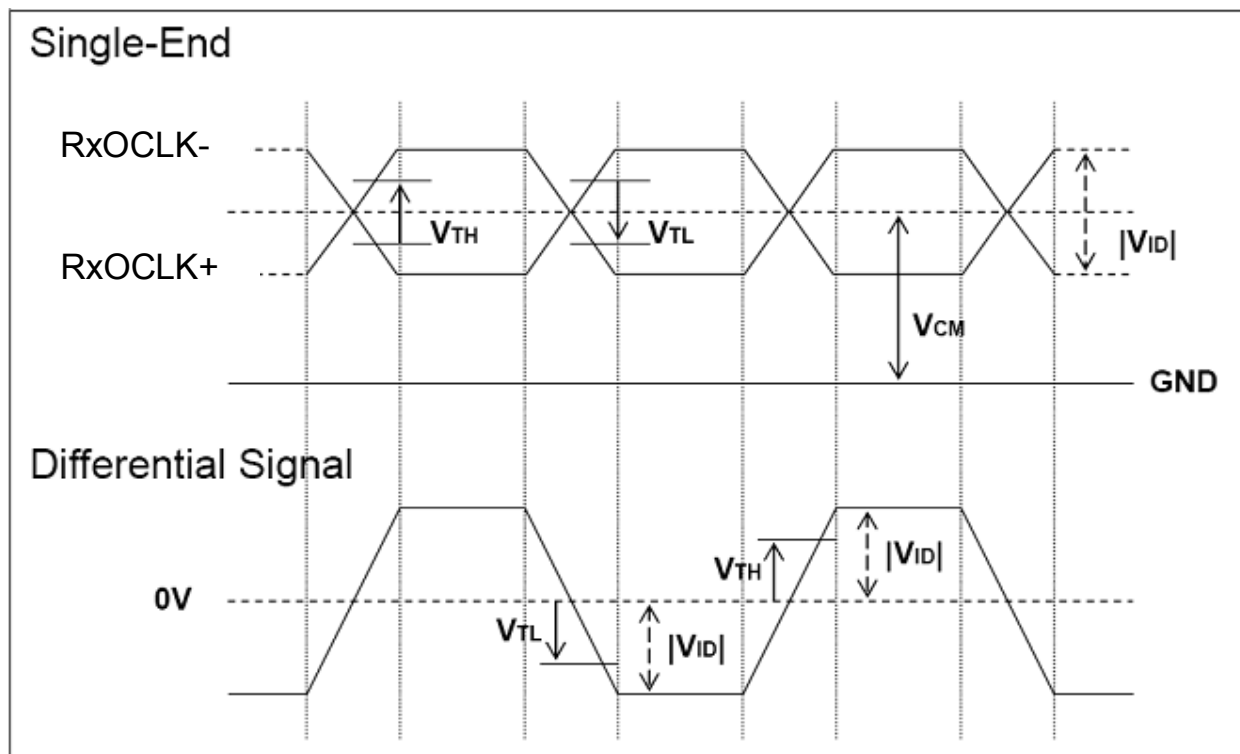 Single-End
RxOCLK-
VTH
VTL
|VID|
RxOCLK+
VCM
GND
Differential Signal
VTH
|VID|
0V
VTL
|VID|